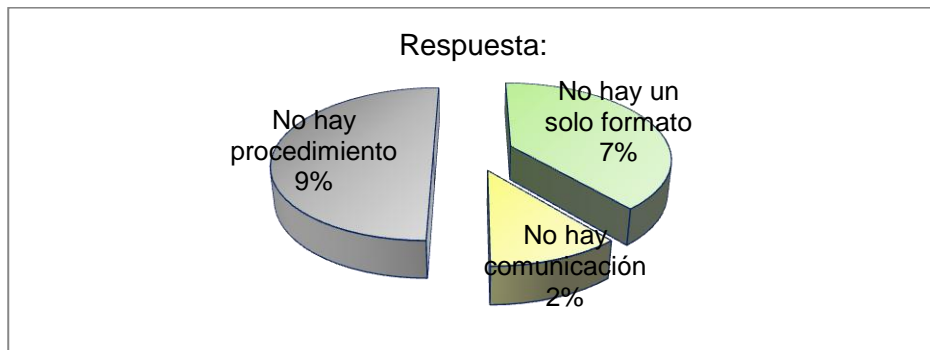 Respuesta:
No hay
procedimiento
9%
No hay un
solo formato
7%
No hay
comunicación
2%